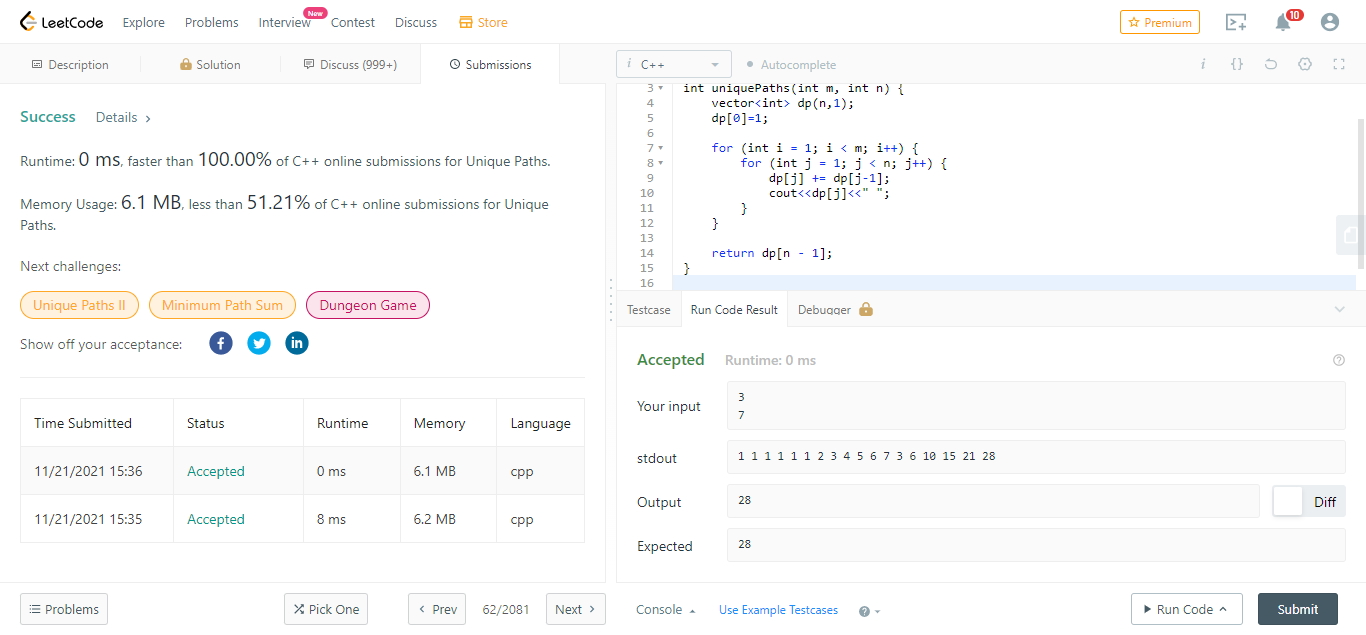 LeetCode Explore Problems Interview New Contest Discuss Store Premium 10
Description Solution Discuss (999+) Submissions
Success Details >
Runtime: 0 ms, faster than 100.00% of C++ online submissions for Unique Paths.
Memory Usage: 6.1 MB, less than 51.21% of C++ online submissions for Unique
Paths.
Next challenges:
Unique Paths II Minimum Path Sum Dungeon Game
Show off your acceptance:
Time Submitted Status Runtime Memory Language
11/21/2021 15:36 Accepted 0 ms 6.1 MB cpp
11/21/2021 15:35 Accepted 8 ms 6.2 MB cpp
Problems Pick One < Prev 62/2081 Next >
i C++ Autocomplete i {}
3 int uniquePaths(int m, int n) {
4     vector<int> dp(n,1);
5     dp[0]=1;
6
7     for (int i = 1; i < m; i++) {
8         for (int j = 1; j < n; j++) {
9             dp[j] += dp[j-1];
10             cout<<dp[j]<<" ";
11         }
12     }
13
14     return dp[n - 1];
15 }
16
Testcase Run Code Result Debugger
Accepted Runtime: 0 ms
Your input
3
7
stdout 1 1 1 1 1 1 2 3 4 5 6 7 3 6 10 15 21 28
Output 28 Diff
Expected 28
Console Use Example Testcases Run Code Submit